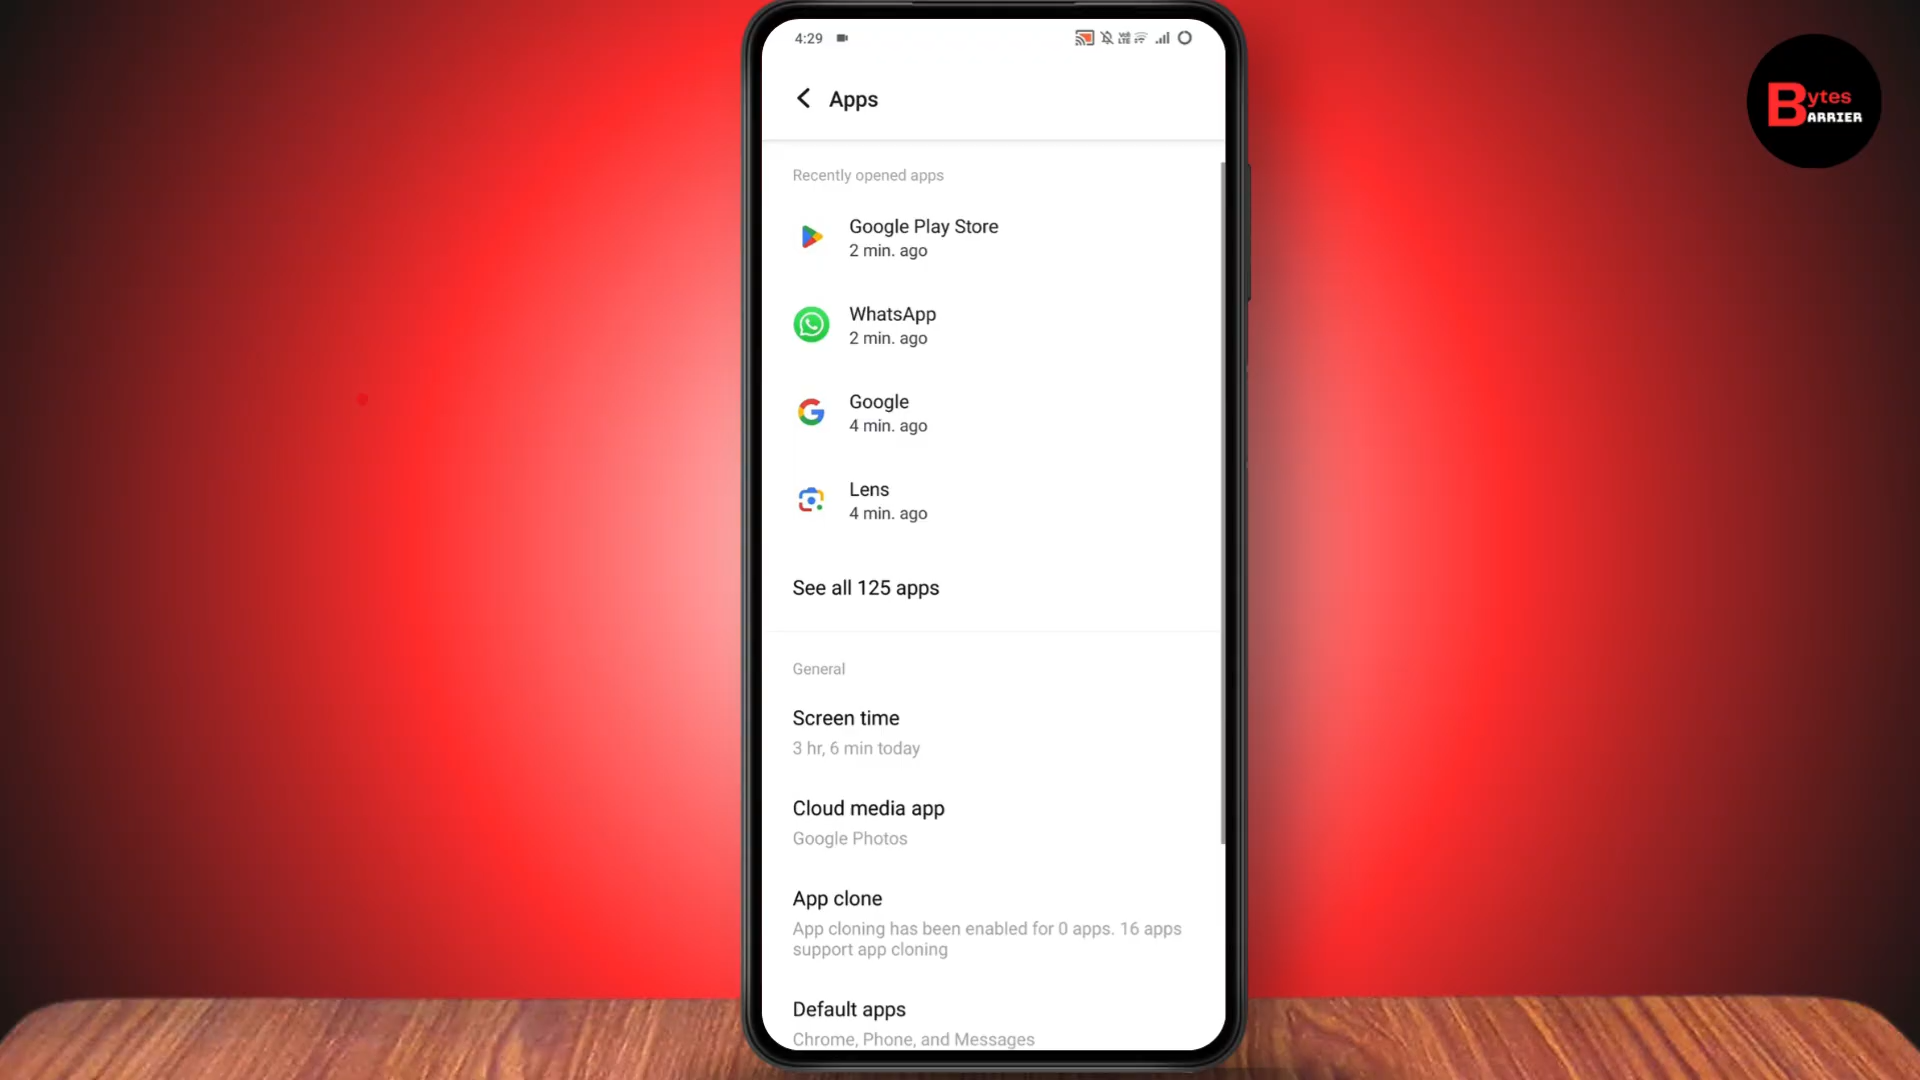 4:29
Apps
Recently opened apps
Google Play Store
2 min. ago
WhatsApp
2 min. ago
Google
4 min. ago
Lens
4 min. ago
See all 125 apps
General
Screen time
3 hr, 6 min today
Cloud media app
Google Photos
App clone
App cloning has been enabled for 0 apps. 16 apps
support app cloning
Default apps
Chrome, Phone, and Messages
Bytes
BARRIER